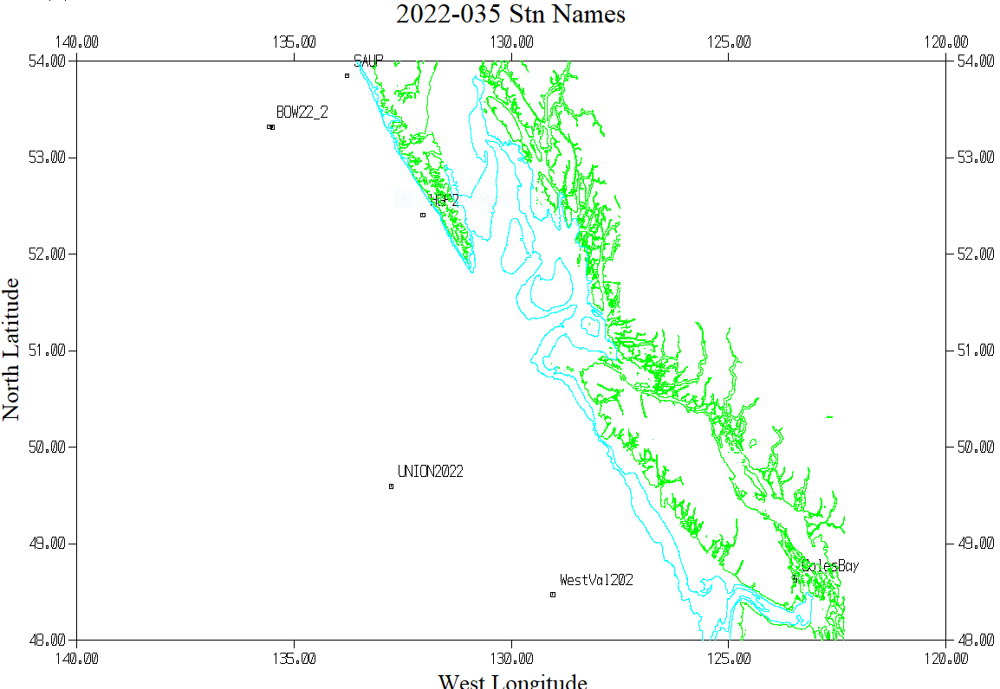 2022-035 Stn Names
140.00 135.00 130.00 125.00 120.00
54.00 SAUP 54.00
BOW22_2
53.00 53.00
52.00 52.00
51.00 51.00
50.00 50.00
UNION2022
49.00 49.00
ColesBay
WestVal202
48.00 48.00
140.00 135.00 130.00 125.00 120.00
North Latitude
West Longitude